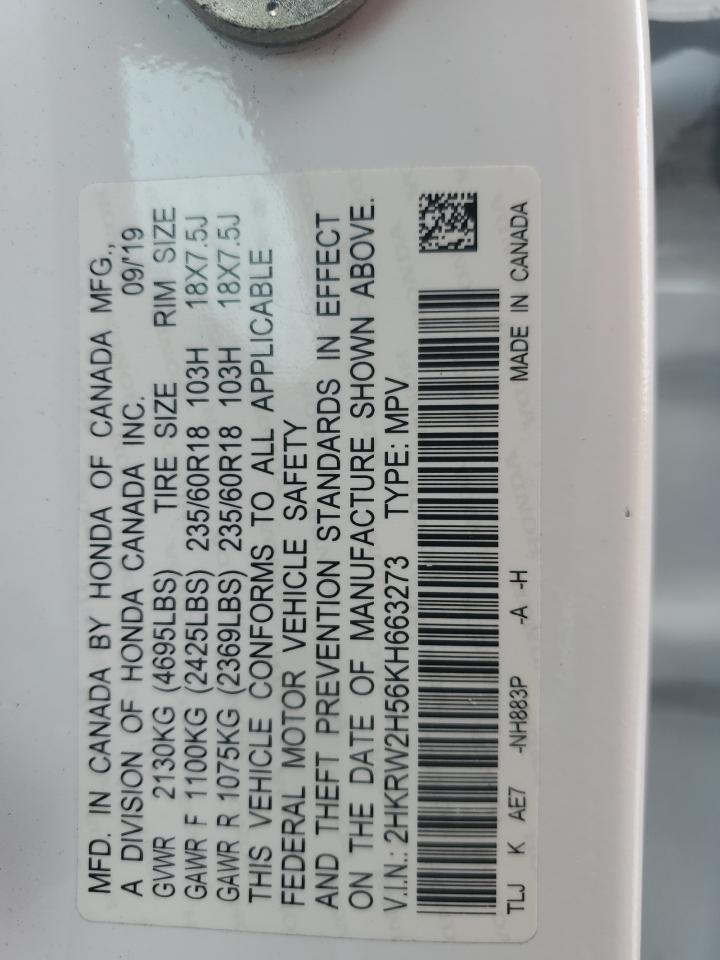 MFD. IN CANADA BY HONDA OF CANADA MFG.,
A DIVISION OF HONDA CANADA INC. 09/'19
GVWR 2130KG (4695LBS) TIRE SIZE RIM SIZE
GAWR F 1100KG (2425LBS) 235/60R18 103H 18X7.5J
GAWR R 1075KG (2369LBS) 235/60R18 103H 18X7.5J
THIS VEHICLE CONFORMS TO ALL APPLICABLE
FEDERAL MOTOR VEHICLE SAFETY
AND THEFT PREVENTION STANDARDS IN EFFECT
ON THE DATE OF MANUFACTURE SHOWN ABOVE.
V.I.N.: 2HKRW2H56KH663273 TYPE: MPV
TLJ K AE7 -NH883P -A -H MADE IN CANADA